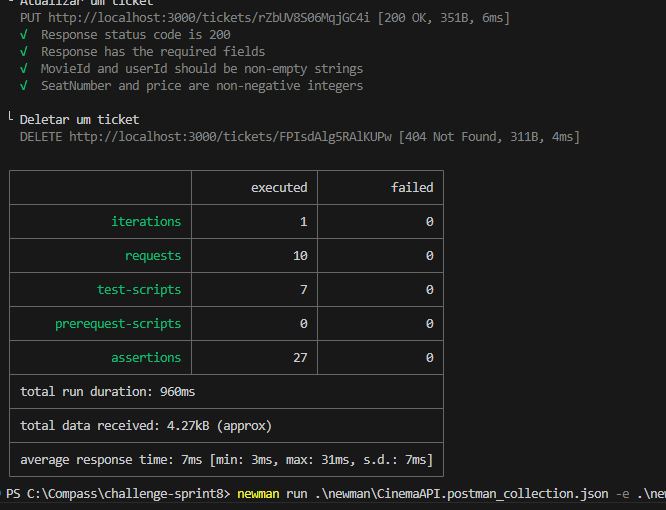 Atualizar um ticket
PUT http://localhost:3000/tickets/rZbUV8S06MqjGC4i [200 OK, 351B, 6ms]
√ Response status code is 200
√ Response has the required fields
√ MovieId and userId should be non-empty strings
√ SeatNumber and price are non-negative integers
└ Deletar um ticket
DELETE http://localhost:3000/tickets/FPIsdAlg5RAlKUPw [404 Not Found, 311B, 4ms]
executed failed
iterations 1 0
requests 10 0
test-scripts 7 0
prerequest-scripts 0 0
assertions 27 0
total run duration: 960ms
total data received: 4.27kB (approx)
average response time: 7ms [min: 3ms, max: 31ms, s.d.: 7ms]
PS C:\Compass\challenge-sprint8> newman run .\newman\CinemaAPI.postman_collection.json -e .\new